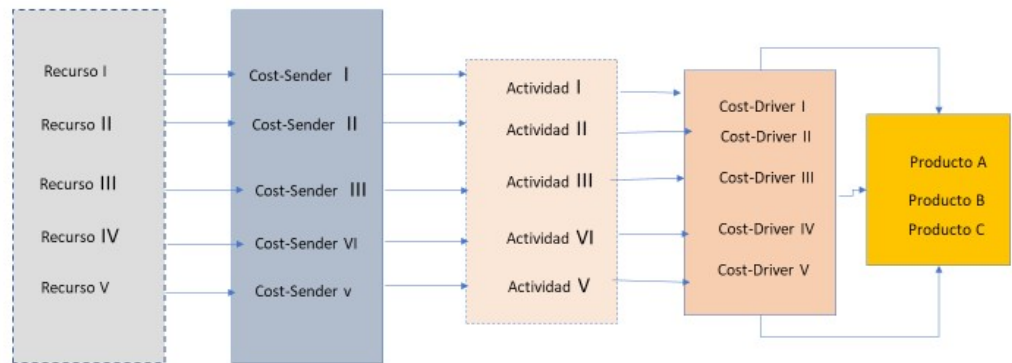 Recurso I
Recurso II
Recurso III
Recurso IV
Recurso V
Cost-Sender I
Cost-Sender II
Cost-Sender III
Cost-Sender VI
Cost-Sender v
Actividad I
Actividad II
Actividad III
Actividad VI
Actividad V
Cost-Driver I
Cost-Driver II
Cost-Driver III
Cost-Driver IV
Cost-Driver V
Producto A
Producto B
Producto C